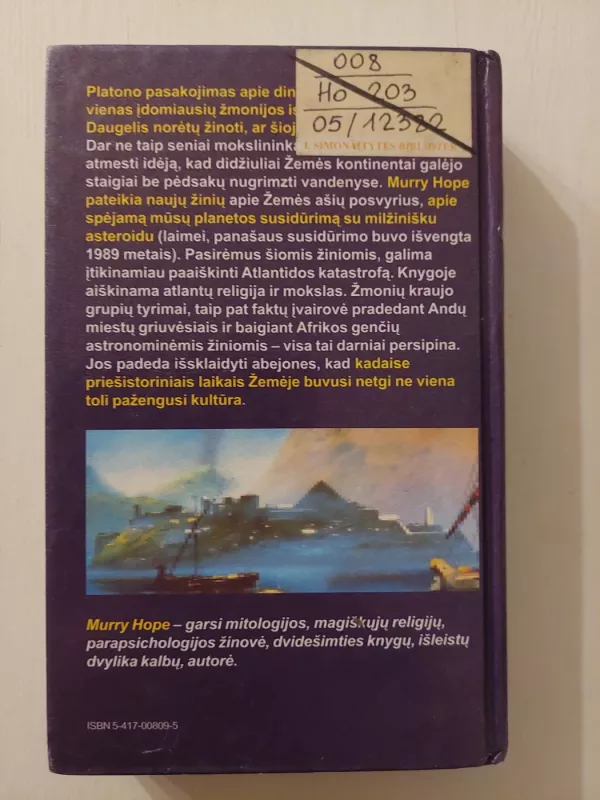 008
Ho 203
05/12322
I. SIMONAITYTĖS BIBLIOTEKA
Platono pasakojimas apie din
vienas įdomiausių žmonijos is
Daugelis norėtų žinoti, ar šioj
Dar ne taip seniai mokslininka
atmesti idėją, kad didžiuliai Žemės kontinentai galėjo
staigiai be pėdsakų nugrimzti vandenyse. Murry Hope
pateikia naujų žinių apie Žemės ašių posvyrius, apie
spėjamą mūsų planetos susidūrimą su milžinišku
asteroidu (laimei, panašaus susidūrimo buvo išvengta
1989 metais). Pasirėmus šiomis žiniomis, galima
įtikinamiau paaiškinti Atlantidos katastrofą. Knygoje
aiškinama atlantų religija ir mokslas. Žmonių kraujo
grupių tyrimai, taip pat faktų įvairovė pradedant Andų
miestų griuvėsiais ir baigiant Afrikos genčių
astronominėmis žiniomis – visa tai darniai persipina.
Jos padeda išsklaidyti abejones, kad kadaise
priešistoriniais laikais Žemėje buvusi netgi ne viena
toli pažengusi kultūra.
Murry Hope – garsi mitologijos, magiškųjų religijų,
parapsichologijos žinovė, dvidešimties knygų, išleistų
dvylika kalbų, autorė.
ISBN 5-417-00809-5